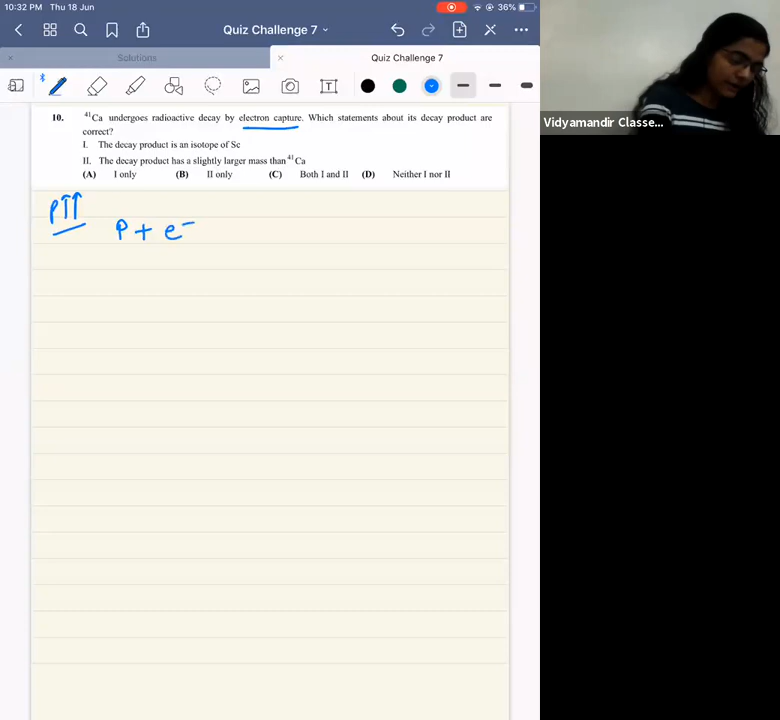 10:32 PM Thu 18 Jun
36%
Quiz Challenge 7
Solutions
Quiz Challenge 7
10. ⁴¹Ca undergoes radioactive decay by electron capture. Which statements about its decay product are
correct?
I. The decay product is an isotope of Sc
II. The decay product has a slightly larger mass than ⁴¹Ca
(A) I only (B) II only (C) Both I and II (D) Neither I nor II
P↑↑
P + e⁻
Vidyamandir Classe...